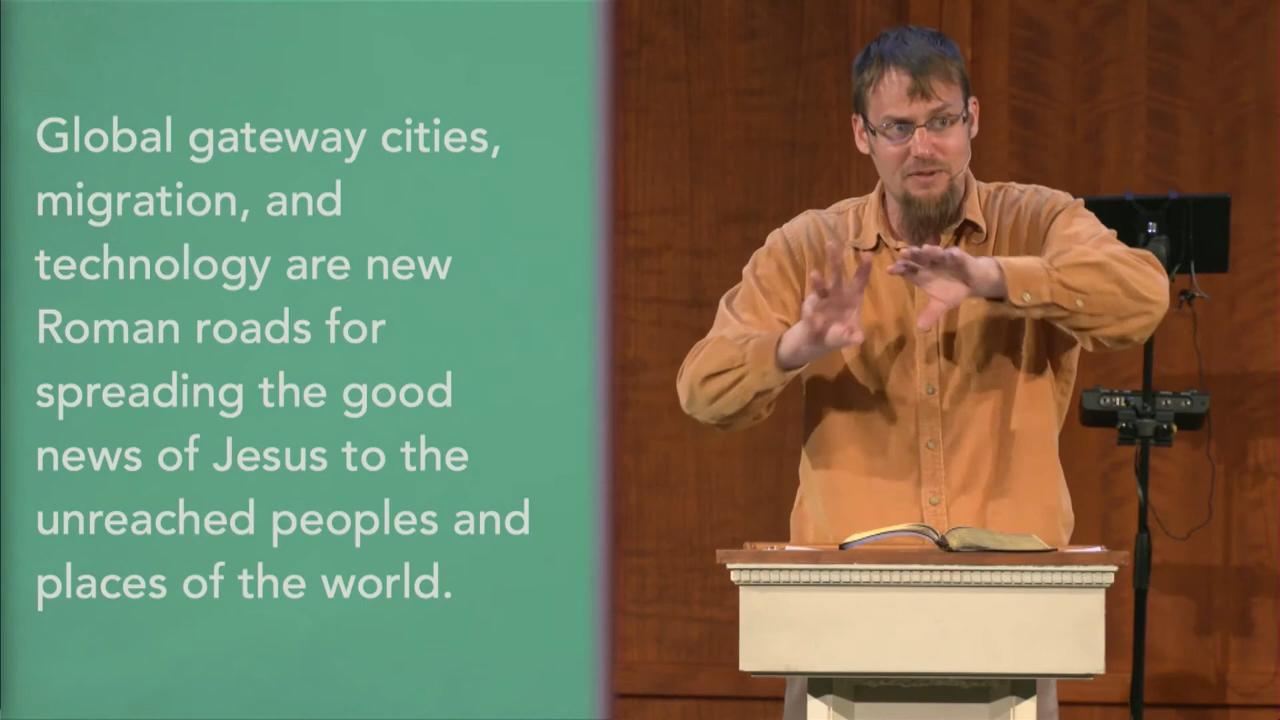 Global gateway cities,
migration, and
technology are new
Roman roads for
spreading the good
news of Jesus to the
unreached peoples and
places of the world.